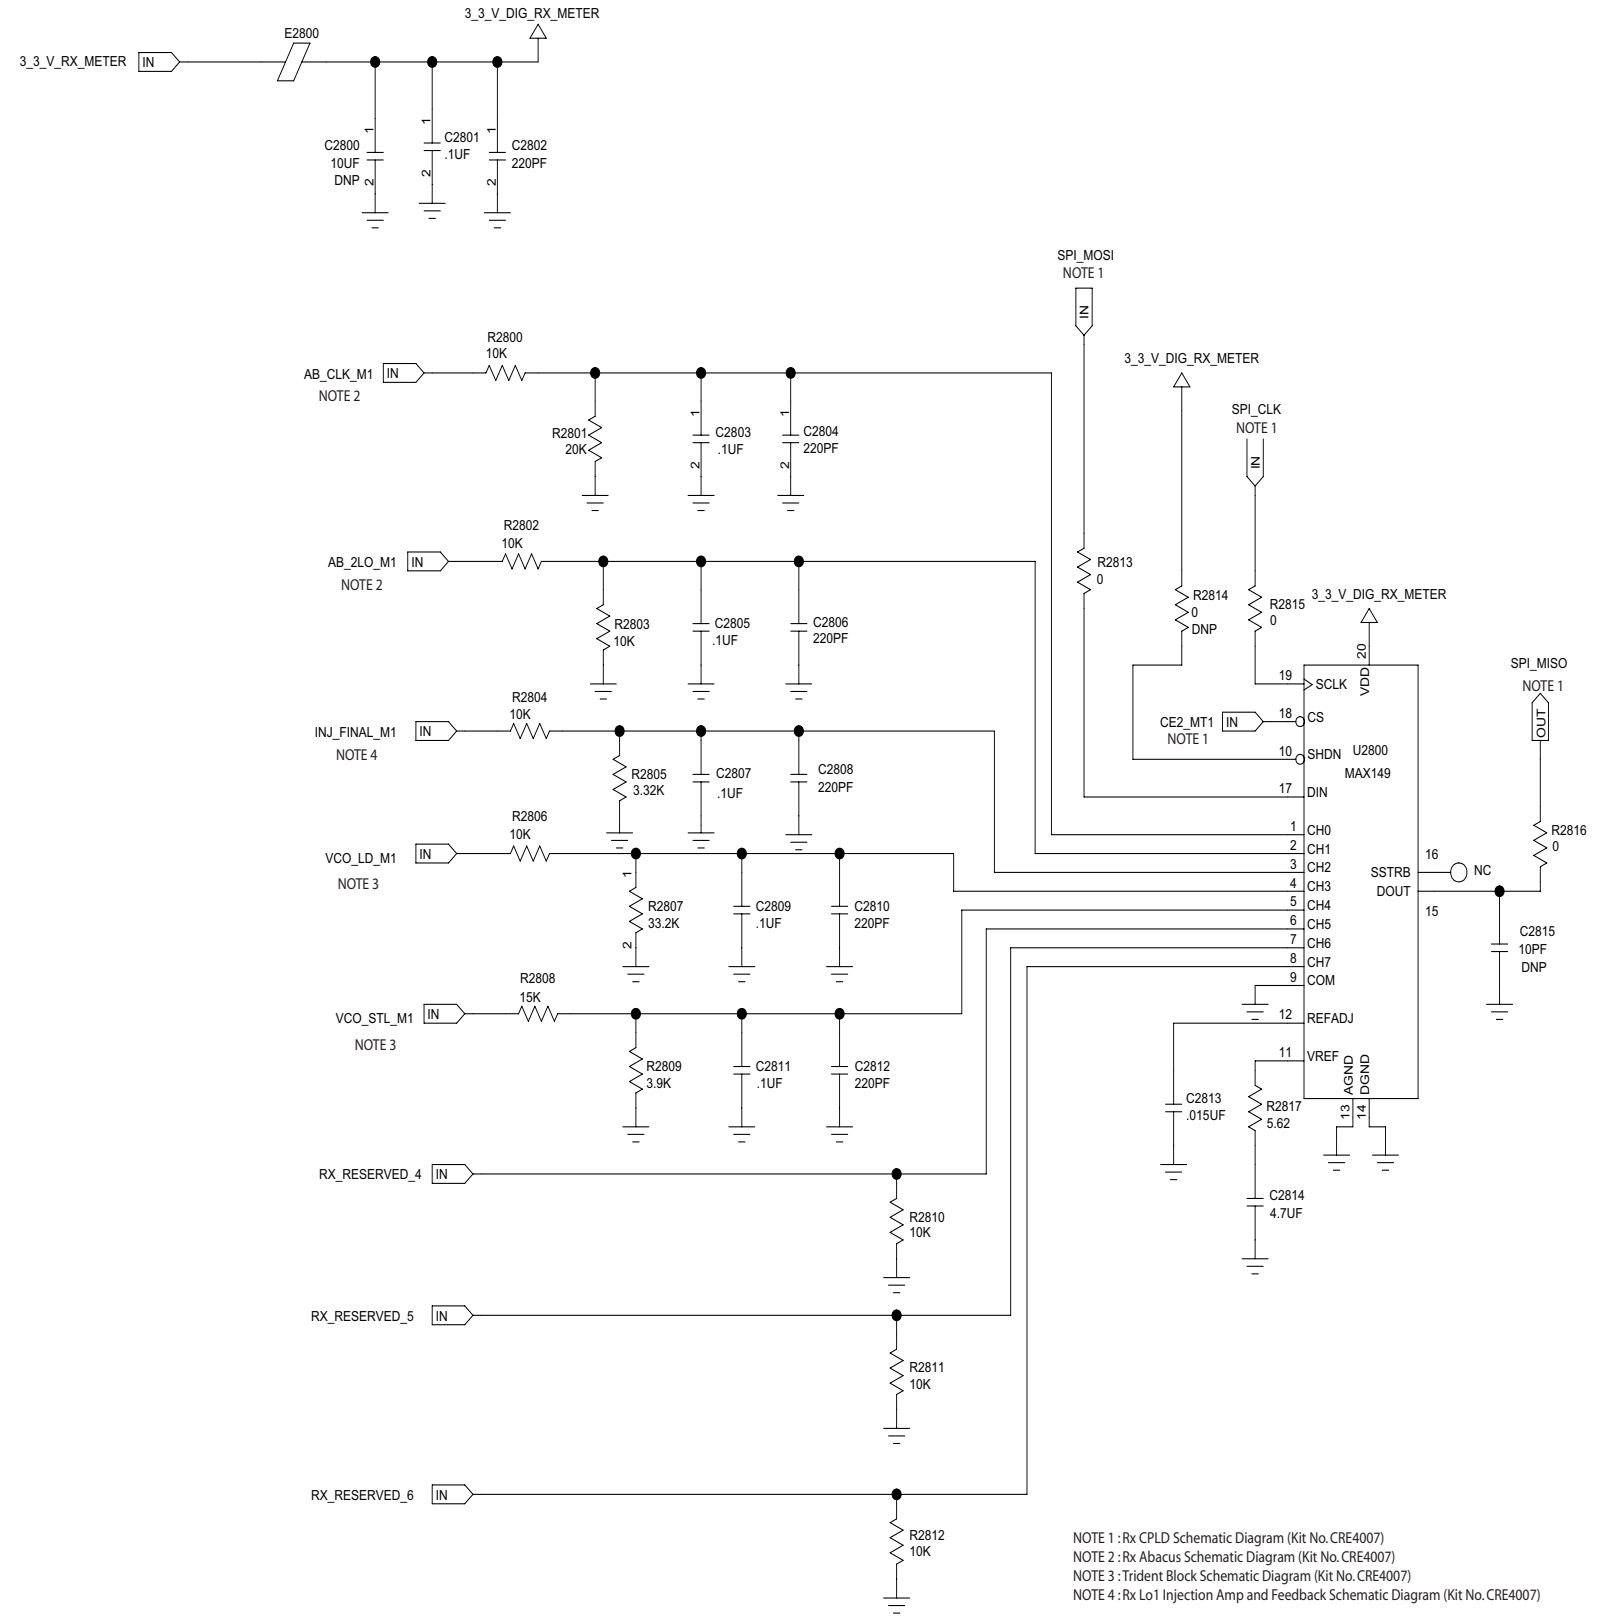 3_3_V_DIG_RX_METER
E2800
3_3_V_RX_METER IN
1 1 1
C2800
10UF
DNP
2
C2801
.1UF
2
C2802
220PF
2
SPI_MOSI
NOTE 1
IN
R2800
10K
AB_CLK_M1 IN
NOTE 2
R2801
20K
1
C2803
.1UF
2
1
C2804
220PF
2
3_3_V_DIG_RX_METER
SPI_CLK
NOTE 1
IN
R2802
10K
AB_2LO_M1 IN
NOTE 2
R2803
10K
C2805
.1UF
C2806
220PF
R2813
0
R2814
0
DNP
R2815
0
3_3_V_DIG_RX_METER
R2804
10K
INJ_FINAL_M1 IN
NOTE 4
R2805
3.32K
C2807
.1UF
C2808
220PF
R2806
10K
VCO_LD_M1 IN
NOTE 3
1
R2807
33.2K
2
C2809
.1UF
C2810
220PF
R2808
15K
VCO_STL_M1 IN
NOTE 3
R2809
3.9K
C2811
.1UF
C2812
220PF
RX_RESERVED_4 IN
R2810
10K
RX_RESERVED_5 IN
R2811
10K
RX_RESERVED_6 IN
R2812
10K
20
VDD
19 SCLK
CE2_MT1 IN 18 CS
NOTE 1
10 SHDN
U2800
MAX149
17 DIN
1 CH0
2 CH1
3 CH2
4 CH3
5 CH4
6 CH5
7 CH6
8 CH7
9 COM
12 REFADJ
11 VREF
AGND DGND
13 14
SSTRB 16 NC
DOUT 15
SPI_MISO
NOTE 1
OUT
R2816
0
C2815
10PF
DNP
C2813
.015UF
R2817
5.62
C2814
4.7UF
NOTE 1 : Rx CPLD Schematic Diagram (Kit No. CRE4007)
NOTE 2 : Rx Abacus Schematic Diagram (Kit No. CRE4007)
NOTE 3 : Trident Block Schematic Diagram (Kit No. CRE4007)
NOTE 4 : Rx Lo1 Injection Amp and Feedback Schematic Diagram (Kit No. CRE4007)